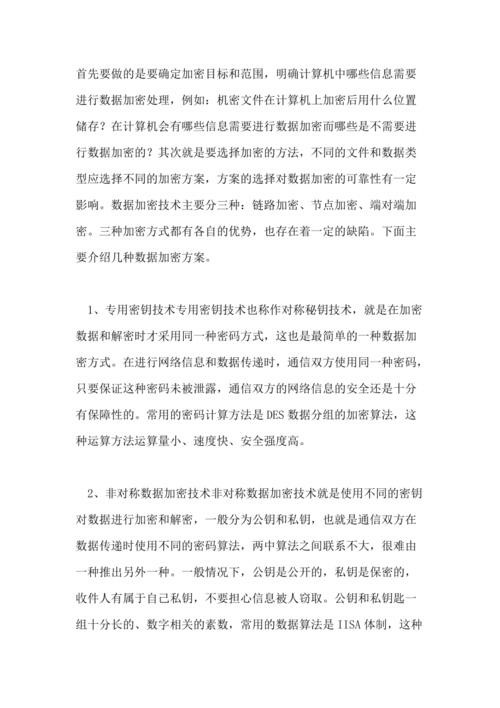 首先要做的是要确定加密目标和范围，明确计算机中哪些信息需要
进行数据加密处理，例如：机密文件在计算机上加密后用什么位置
储存？在计算机会有哪些信息需要进行数据加密而哪些是不需要进
行数据加密的？其次就是要选择加密的方法，不同的文件和数据类
型应选择不同的加密方案，方案的选择对数据加密的可靠性有一定
影响。数据加密技术主要分三种：链路加密、节点加密、端对端加
密。三种加密方式都有各自的优势，也存在着一定的缺陷。下面主
要介绍几种数据加密方案。
1、专用密钥技术专用密钥技术也称作对称秘钥技术，就是在加密
数据和解密时才采用同一种密码方式，这也是最简单的一种数据加
密方式。在进行网络信息和数据传递时，通信双方使用同一种密码，
只要保证这种密码未被泄露，通信双方的网络信息的安全还是十分
有保障性的。常用的密码计算方法是DES数据分组的加密算法，这
种运算方法运算量小、速度快、安全强度高。
2、非对称数据加密技术非对称数据加密技术就是使用不同的密钥
对数据进行加密和解密，一般分为公钥和私钥，也就是通信双方在
数据传递时使用不同的密码算法，两中算法之间联系不大，很难由
一种推出另外一种。一般情况下，公钥是公开的，私钥是保密的，
收件人有属于自己私钥，不要担心信息被人窃取。公钥和私钥匙一
组十分长的、数字相关的素数，常用的数据算法是IISA体制，这种